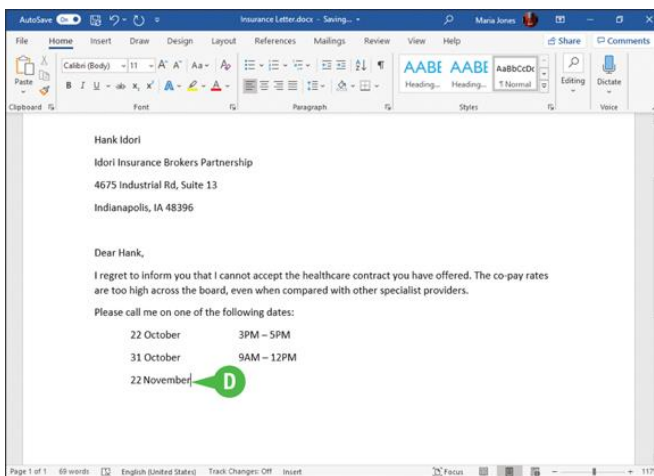 AutoSave On Insurance Letter.docx - Saving... Maria Jones
File Home Insert Draw Design Layout References Mailings Review View Help Share Comments
Calibri (Body) 11 A A Aa A
AABE AABE AaBbCcDc
Paste B I U ab x x A A Heading... Heading... ¶ Normal Editing Dictate
Clipboard Font Paragraph Styles Voice
Hank Idori
Idori Insurance Brokers Partnership
4675 Industrial Rd, Suite 13
Indianapolis, IA 48396
Dear Hank,
I regret to inform you that I cannot accept the healthcare contract you have offered. The co-pay rates
are too high across the board, even when compared with other specialist providers.
Please call me on one of the following dates:
22 October 3PM – 5PM
31 October 9AM – 12PM
22 November D
Page 1 of 1 69 words English (United States) Track Changes: Off Insert Focus